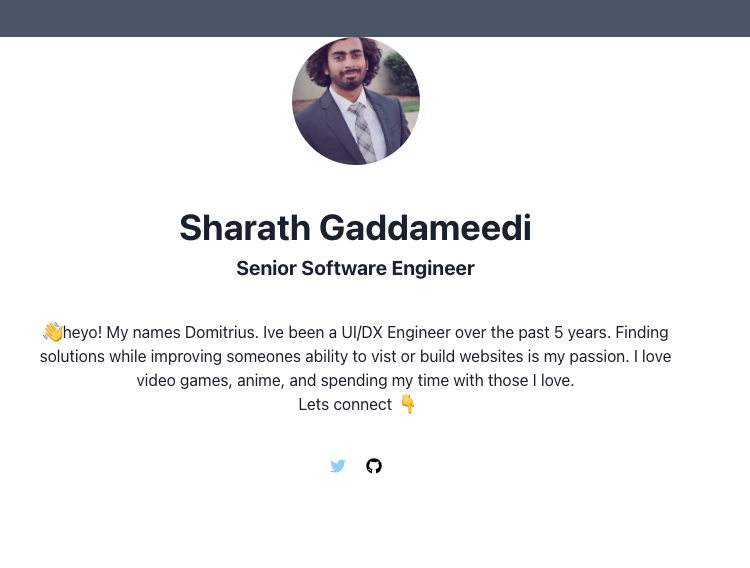 Sharath Gaddameedi
Senior Software Engineer
👋heyo! My names Domitrius. Ive been a UI/DX Engineer over the past 5 years. Finding
solutions while improving someones ability to vist or build websites is my passion. I love
video games, anime, and spending my time with those I love.
Lets connect 👇